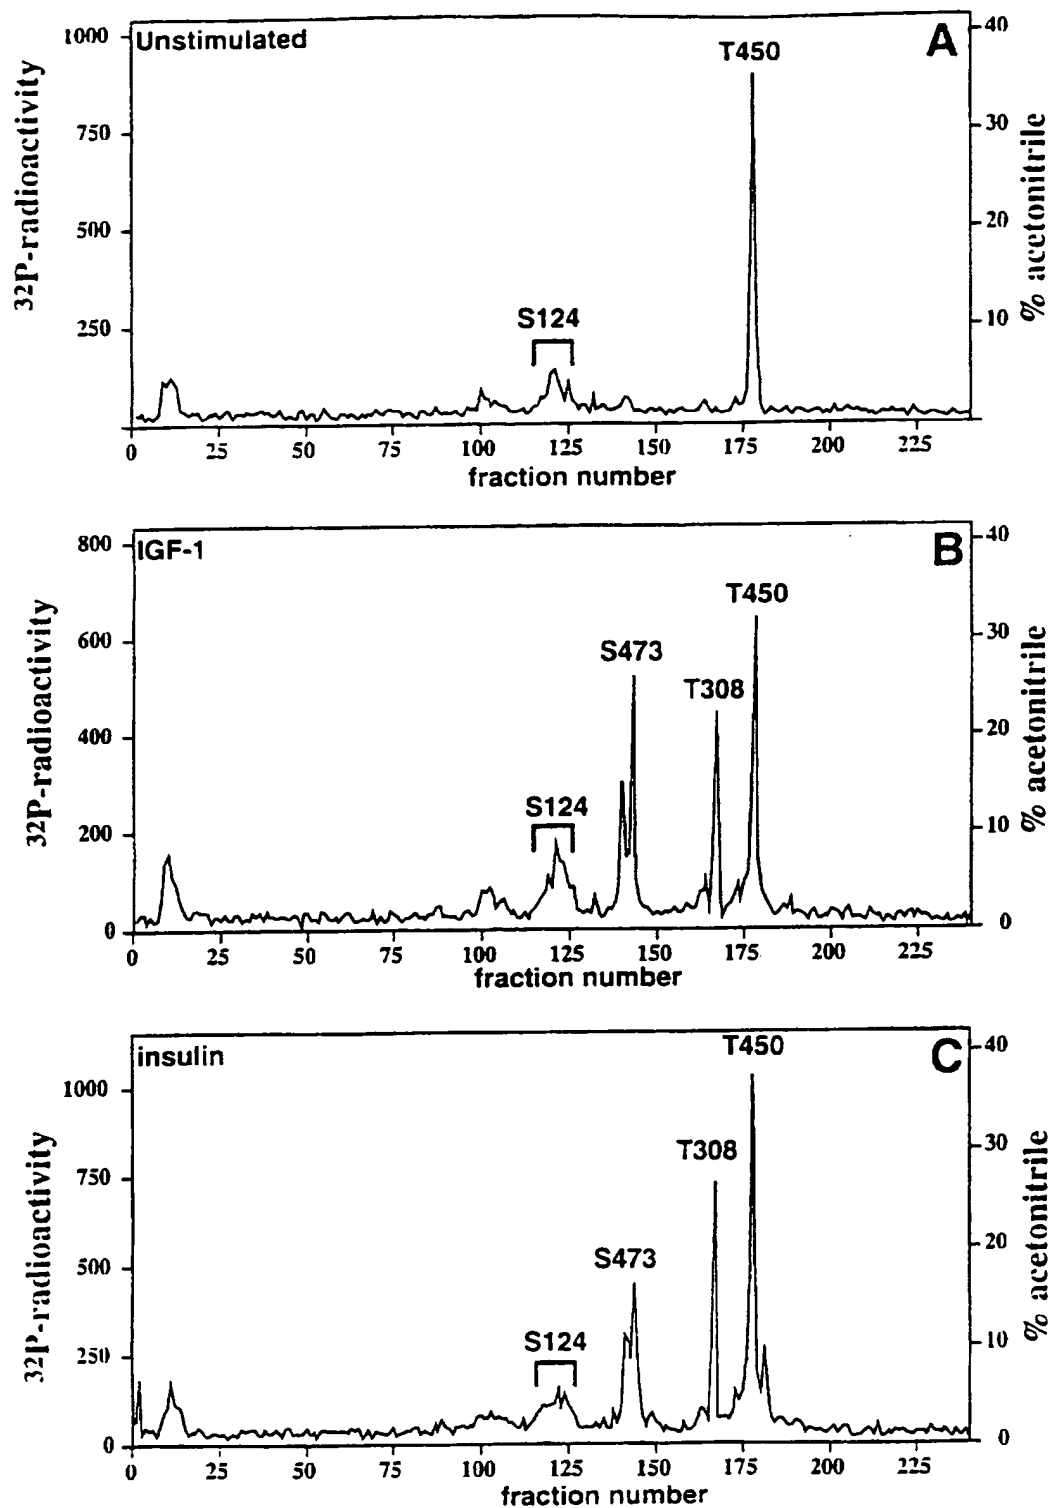 Unstimulated
A
T450
S124
32P-radioactivity
1000
750
500
250
% acetonitrile
40
30
20
10
0 25 50 75 100 125 150 175 200 225
fraction number
IGF-1
B
T450
S473
T308
S124
32P-radioactivity
800
600
400
200
0
% acetonitrile
40
30
20
10
0
0 25 50 75 100 125 150 175 200 225
fraction number
insulin
C
T450
T308
S473
S124
32P-radioactivity
1000
750
500
250
0
% acetonitrile
40
30
20
10
0
0 25 50 75 100 125 150 175 200 225
fraction number